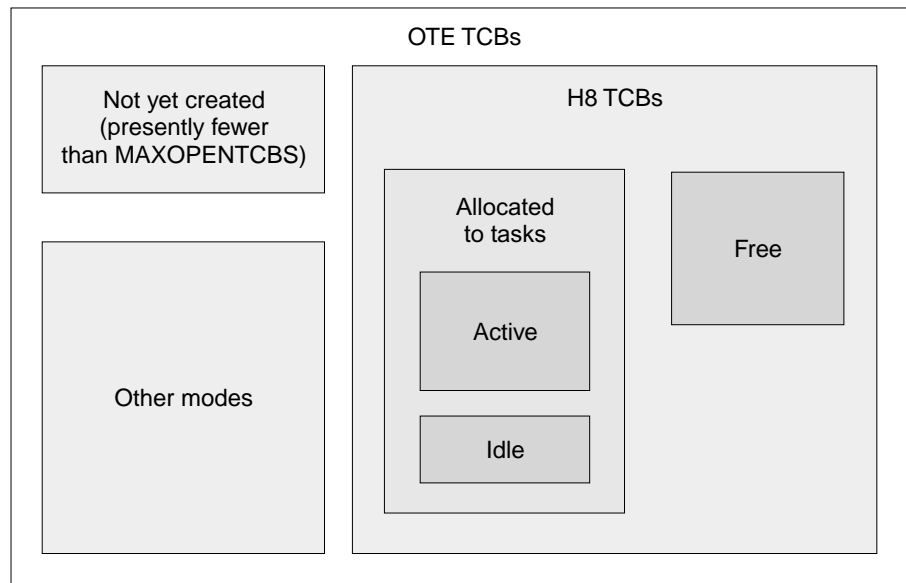 OTE TCBs
Not yet created
(presently fewer
than MAXOPENTCBS)
Other modes
H8 TCBs
Allocated
to tasks
Active
Idle
Free